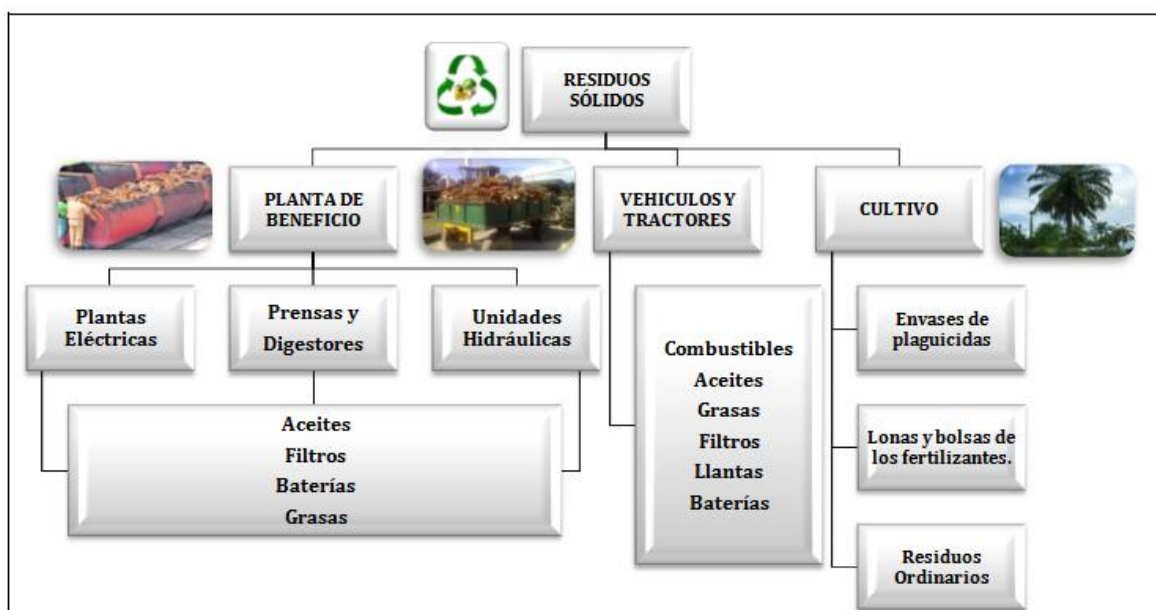 RESIDUOS
SÓLIDOS
PLANTA DE
BENEFICIO
VEHICULOS Y
TRACTORES
CULTIVO
Plantas
Eléctricas
Prensas y
Digestores
Unidades
Hidráulicas
Aceites
Filtros
Baterías
Grasas
Combustibles
Aceites
Grasas
Filtros
Llantas
Baterías
Envases de
plaguicidas
Lonas y bolsas de
los fertilizantes.
Residuos
Ordinarios